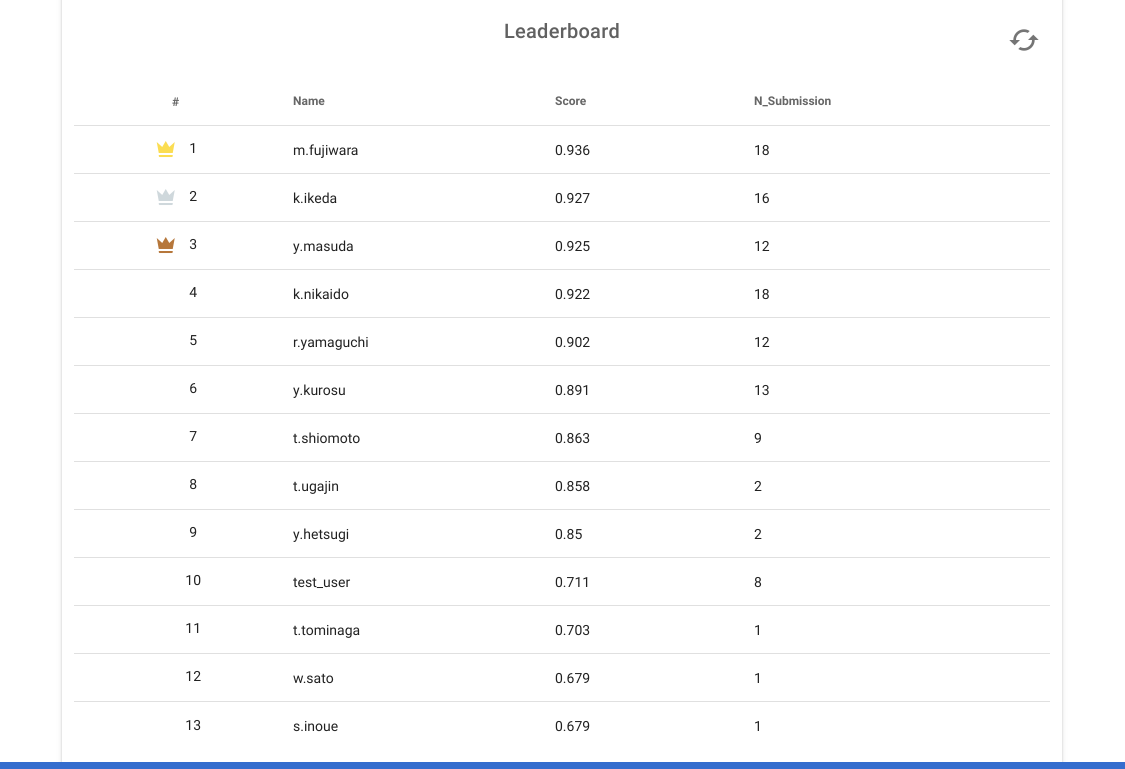 Leaderboard
# Name Score N_Submission
1 m.fujiwara 0.936 18
2 k.ikeda 0.927 16
3 y.masuda 0.925 12
4 k.nikaido 0.922 18
5 r.yamaguchi 0.902 12
6 y.kurosu 0.891 13
7 t.shiomoto 0.863 9
8 t.ugajin 0.858 2
9 y.hetsugi 0.85 2
10 test_user 0.711 8
11 t.tominaga 0.703 1
12 w.sato 0.679 1
13 s.inoue 0.679 1